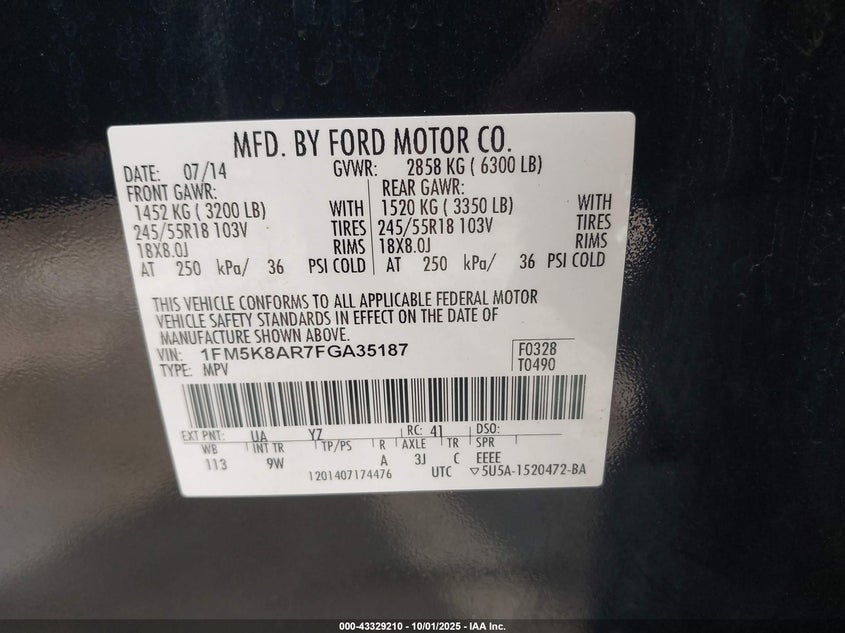 MFD. BY FORD MOTOR CO.
DATE: 07/14 GVWR: 2858 KG ( 6300 LB)
FRONT GAWR: REAR GAWR:
1452 KG ( 3200 LB) WITH 1520 KG ( 3350 LB) WITH
245/55R18 103V TIRES 245/55R18 103V TIRES
18X8.0J RIMS 18X8.0J RIMS
AT 250 kPa/ 36 PSI COLD AT 250 kPa/ 36 PSI COLD
THIS VEHICLE CONFORMS TO ALL APPLICABLE FEDERAL MOTOR
VEHICLE SAFETY STANDARDS IN EFFECT ON THE DATE OF
MANUFACTURE SHOWN ABOVE.
VIN: 1FM5K8AR7FGA35187 F0328
TYPE: MPV T0490
EXT PNT: UA YZ RC: 41 DSO:
WB INT TR TP/PS R AXLE TR SPR
113 9W A 3J C EEEE
1201407174476 UTC ▽5U5A-1520472-BA
000-43329210 - 10/01/2025 - IAA Inc.